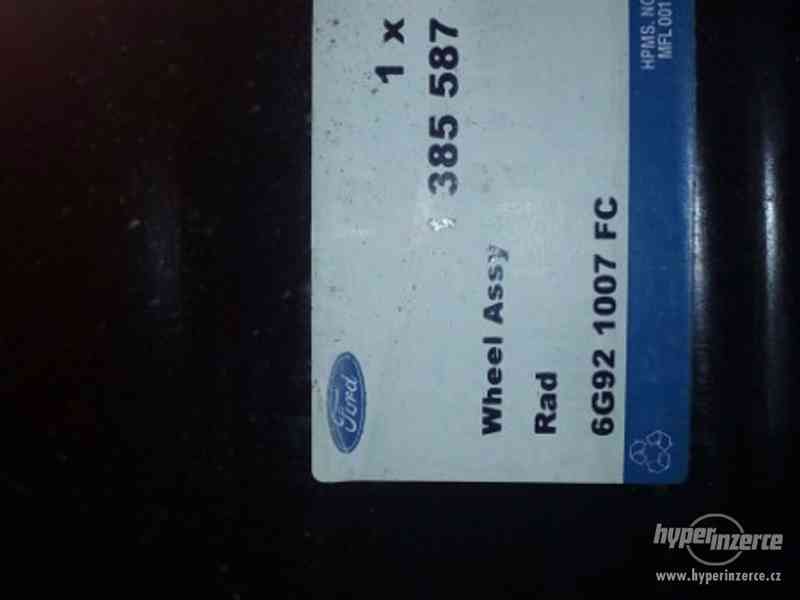 Ford
1 x
385 587
Wheel Assy
Rad
6G92 1007 FC
HPMS. NO
MFL 001
hyperinzerce
www.hyperinzerce.cz